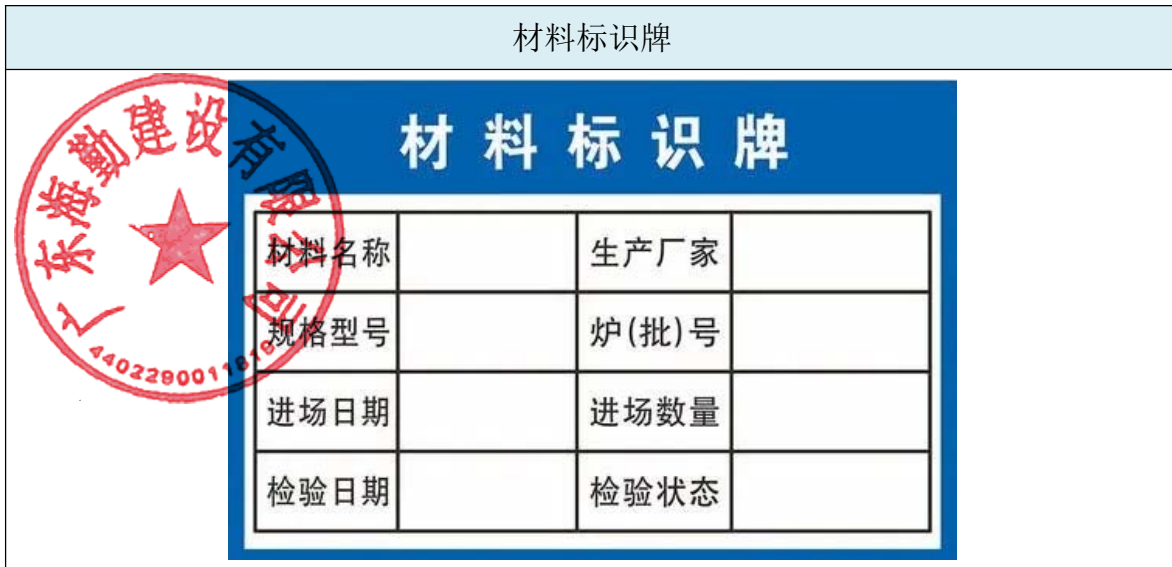 材料标识牌
材料标识牌
材料名称 生产厂家
规格型号 炉(批)号
进场日期 进场数量
检验日期 检验状态
广东海勤建设有限公司
4402290011819